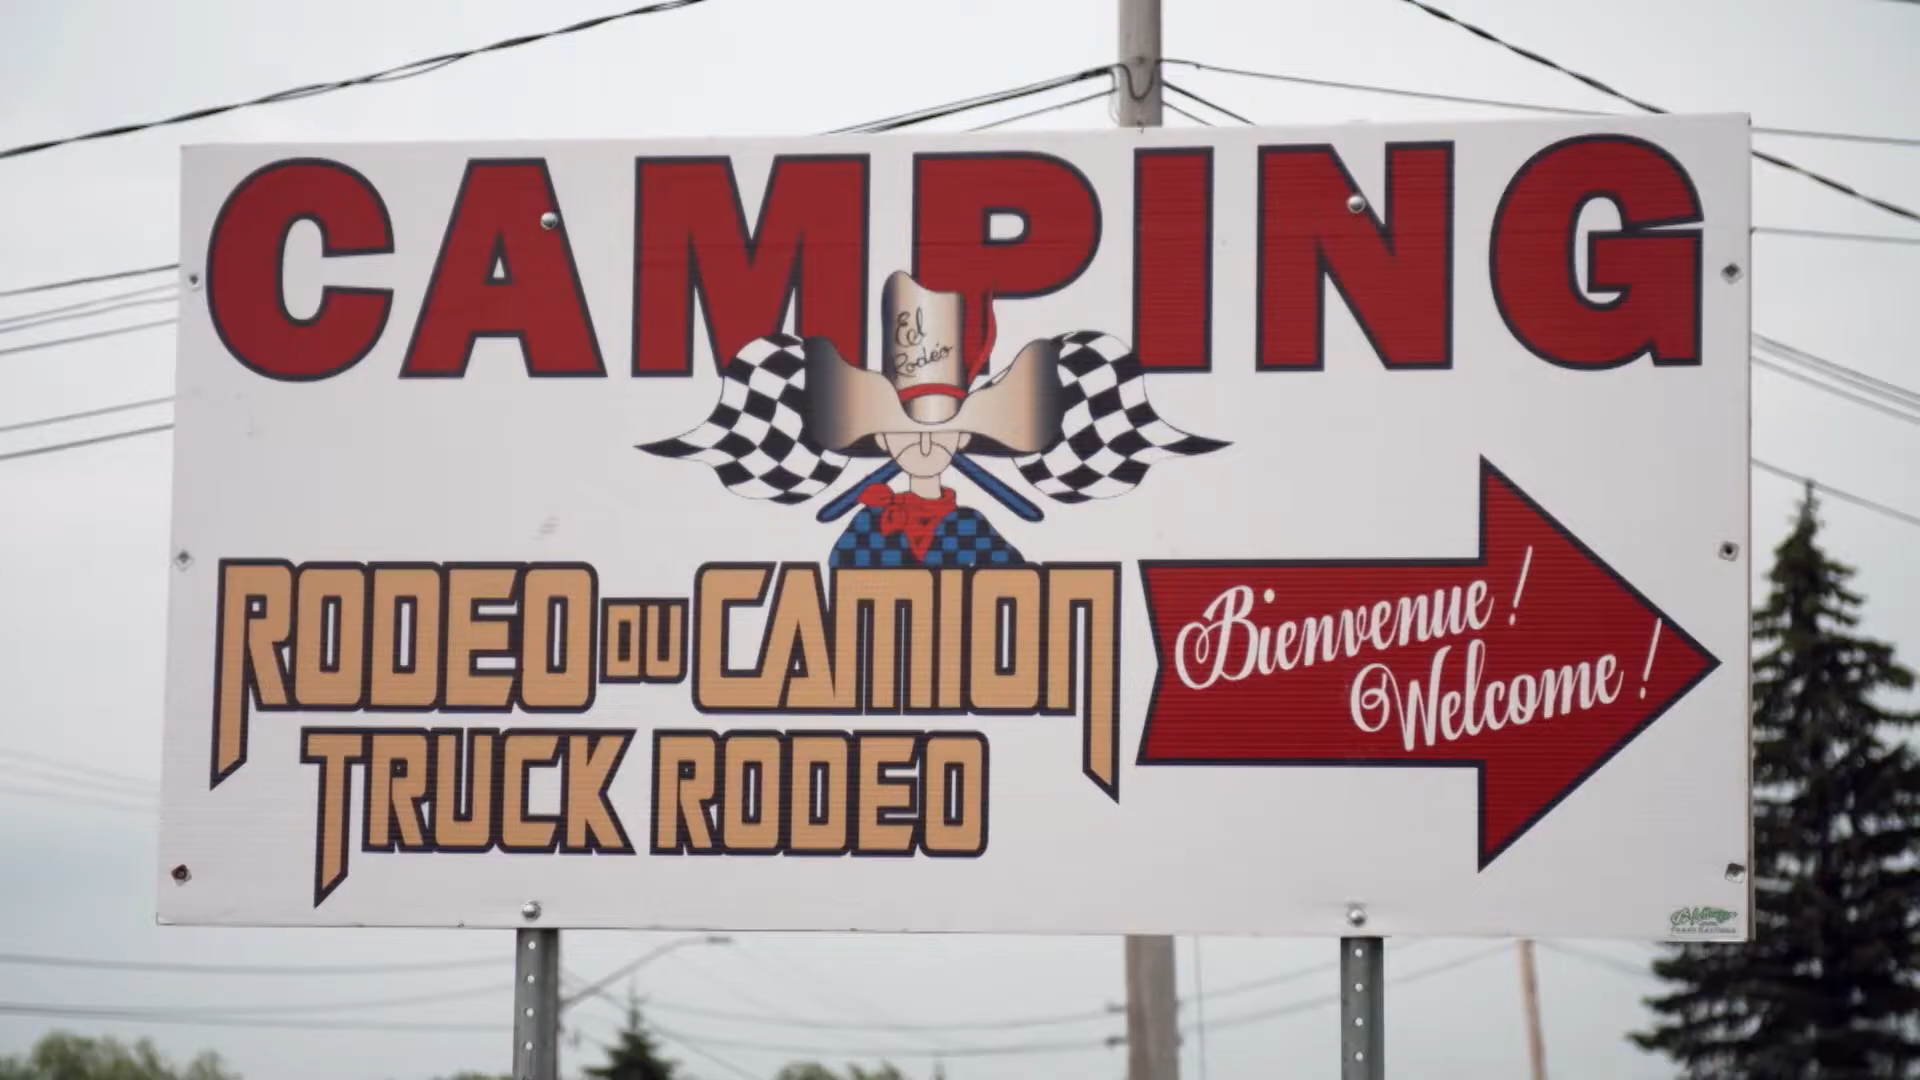 CAMPING
El
Rodéo
RODEO DU CAMION
TRUCK RODEO
Bienvenue !
Welcome !